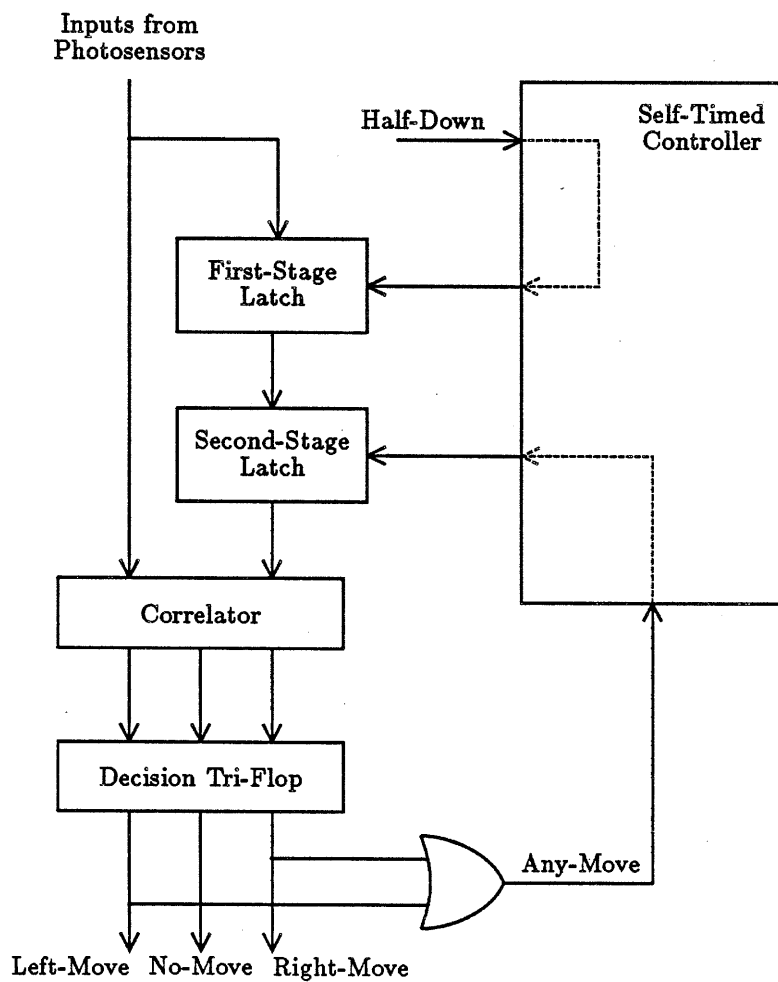 Inputs from
Photosensors
Half-Down
Self-Timed
Controller
First-Stage
Latch
Second-Stage
Latch
Correlator
Decision Tri-Flop
Any-Move
Left-Move No-Move Right-Move